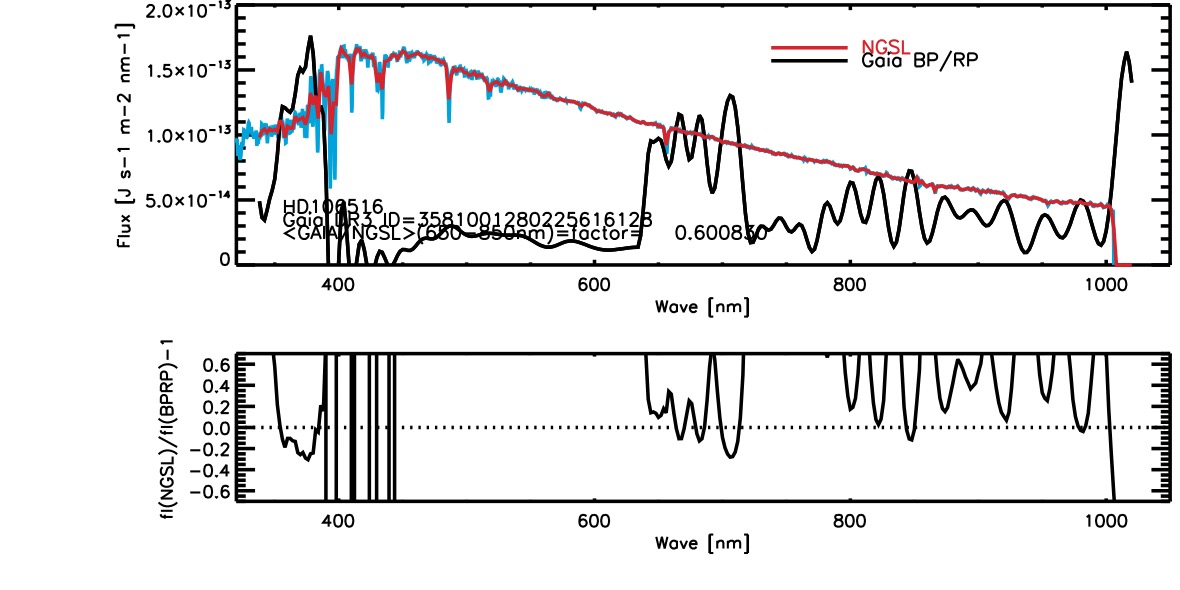 2.0×10−13
1.5×10−13
1.0×10−13
5.0×10−14
0
Flux [J s−1 m−2 nm−1]
NGSL
Gaia BP/RP
HD106516
Gaia DR3 ID=3581001280225616128
<GAIA/NGSL>(650−850nm)=factor= 0.600830
400 600 800 1000
Wave [nm]
0.6
0.4
0.2
0.0
−0.2
−0.4
−0.6
fl(NGSL)/fl(BPRP)−1
400 600 800 1000
Wave [nm]